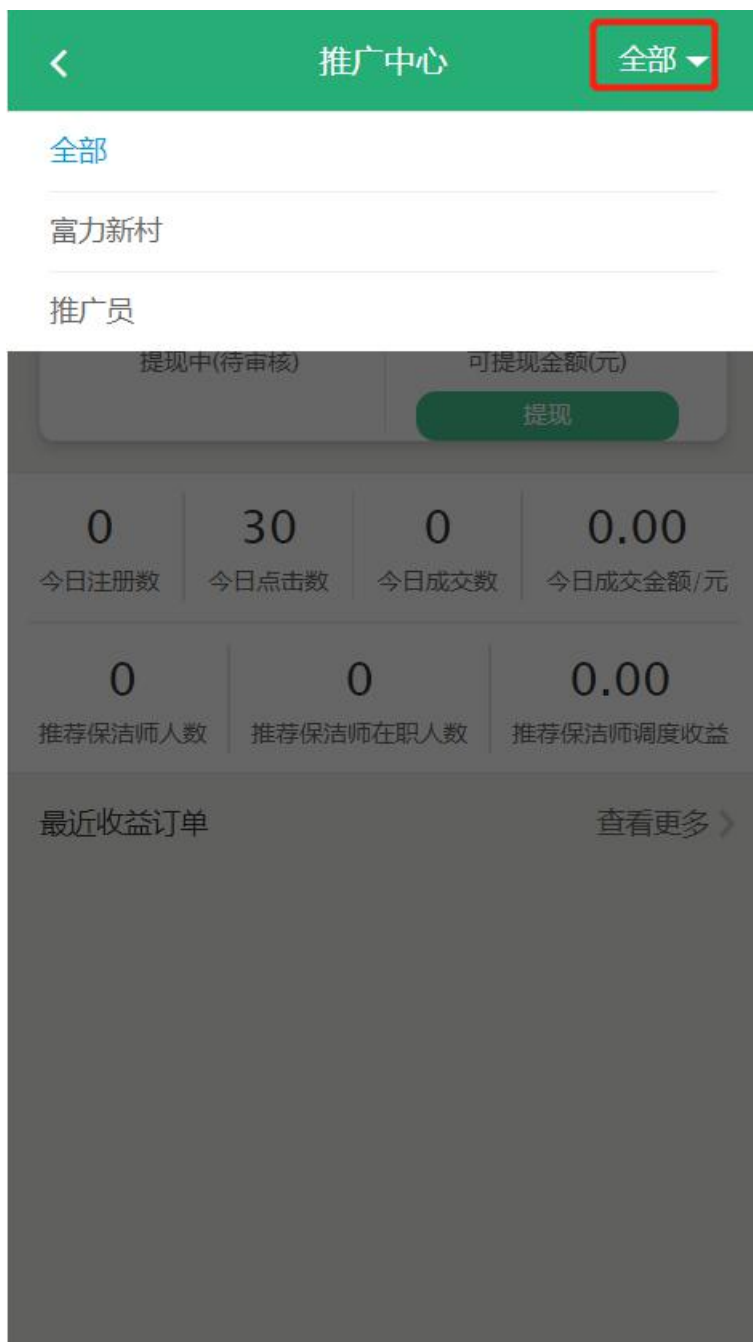 推广中心 全部
全部
富力新村
推广员
提现中(待审核) 可提现金额(元)
提现
0 30 0 0.00
今日注册数 今日点击数 今日成交数 今日成交金额/元
0 0 0.00
推荐保洁师人数 推荐保洁师在职人数 推荐保洁师调度收益
最近收益订单 查看更多